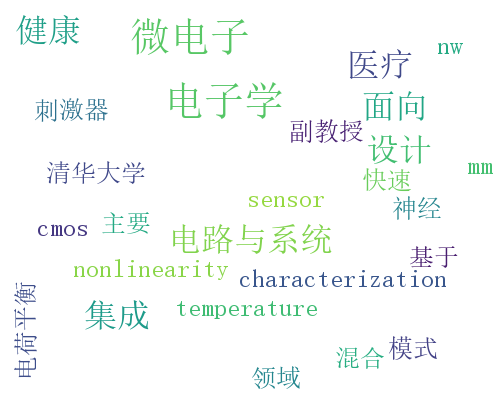 健康
微电子
nw
医疗
电子学
面向
刺激器
副教授
设计
清华大学
快速
mm
sensor
神经
cmos
主要
电路与系统
基于
nonlinearity
characterization
电荷平衡
集成
temperature
模式
混合
领域